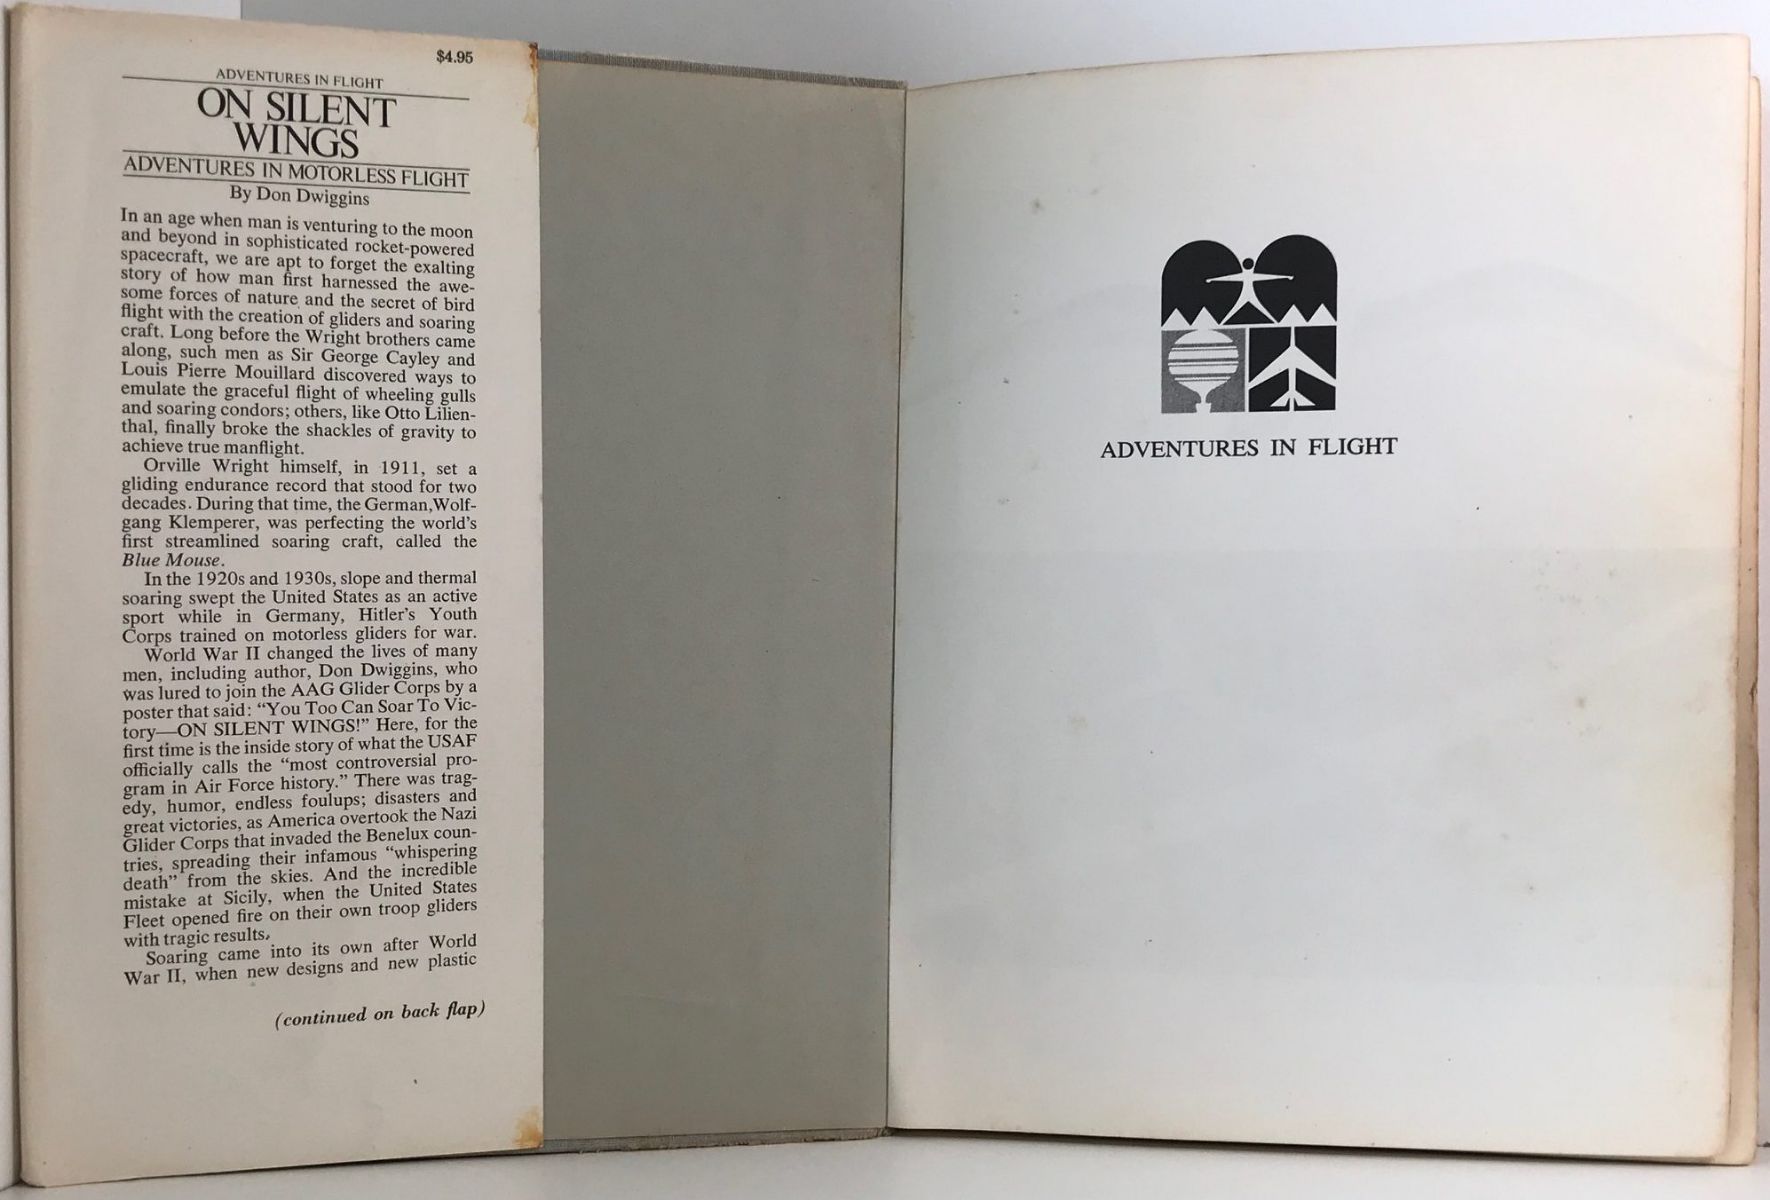 $4.95
ADVENTURES IN FLIGHT
ON SILENT
WINGS
ADVENTURES IN MOTORLESS FLIGHT
By Don Dwiggins
In an age when man is venturing to the moon
and beyond in sophisticated rocket-powered
spacecraft, we are apt to forget the exalting
story of how man first harnessed the awe-
some forces of nature and the secret of bird
flight with the creation of gliders and soaring
craft. Long before the Wright brothers came
along, such men as Sir George Cayley and
Louis Pierre Mouillard discovered ways to
emulate the graceful flight of wheeling gulls
and soaring condors; others, like Otto Lilien-
thal, finally broke the shackles of gravity to
achieve true manflight.
Orville Wright himself, in 1911, set a
gliding endurance record that stood for two
decades. During that time, the German,Wolf-
gang Klemperer, was perfecting the world's
first streamlined soaring craft, called the
Blue Mouse.
In the 1920s and 1930s, slope and thermal
soaring swept the United States as an active
sport while in Germany, Hitler's Youth
Corps trained on motorless gliders for war.
World War II changed the lives of many
men, including author, Don Dwiggins, who
was lured to join the AAG Glider Corps by a
poster that said: "You Too Can Soar To Vic-
tory—ON SILENT WINGS!" Here, for the
first time is the inside story of what the USAF
officially calls the "most controversial pro-
gram in Air Force history." There was trag-
edy, humor, endless foulups; disasters and
great victories, as America overtook the Nazi
Glider Corps that invaded the Benelux coun-
tries, spreading their infamous "whispering
death" from the skies. And the incredible
mistake at Sicily, when the United States
Fleet opened fire on their own troop gliders
with tragic results.
Soaring came into its own after World
War II, when new designs and new plastic
(continued on back flap)
ADVENTURES IN FLIGHT